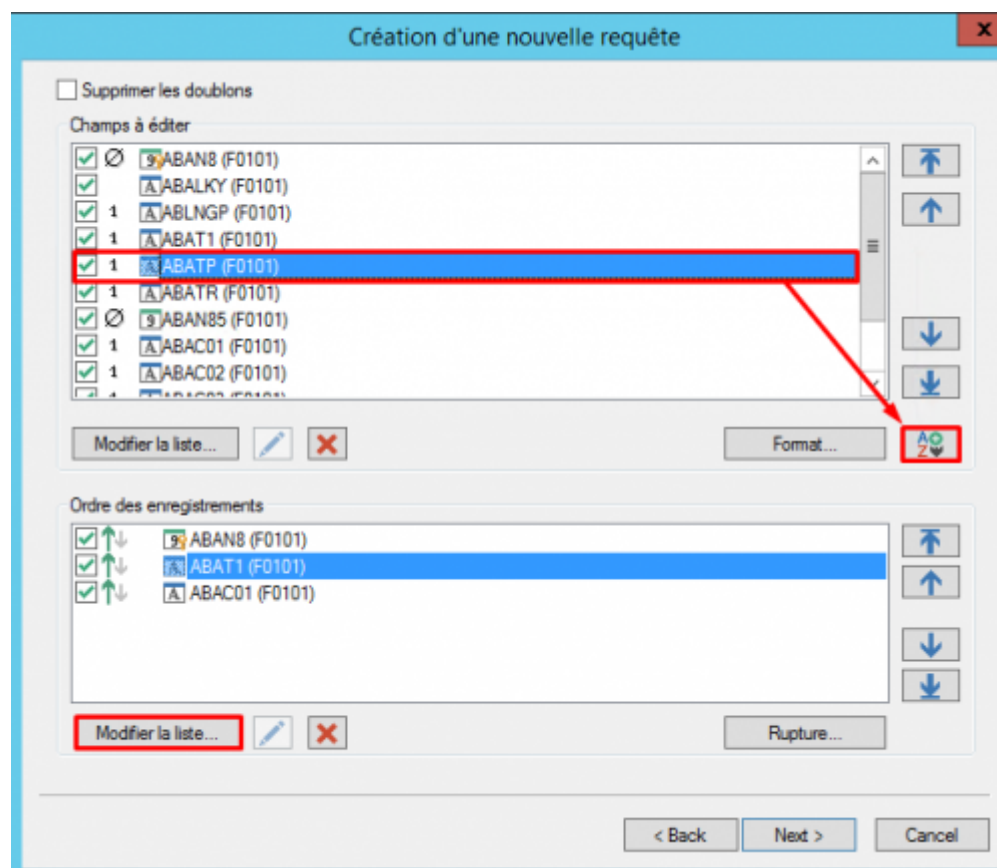 Création d'une nouvelle requête
x
Supprimer les doublons
Champs à éditer
ABAN8 (F0101)
ABALKY (F0101)
1 ABLNGP (F0101)
1 ABAT1 (F0101)
1 ABATP (F0101)
1 ABATR (F0101)
ABAN85 (F0101)
1 ABAC01 (F0101)
1 ABAC02 (F0101)
Modifier la liste...
Format...
Ordre des enregistrements
ABAN8 (F0101)
ABAT1 (F0101)
ABAC01 (F0101)
Modifier la liste...
Rupture...
< Back
Next >
Cancel